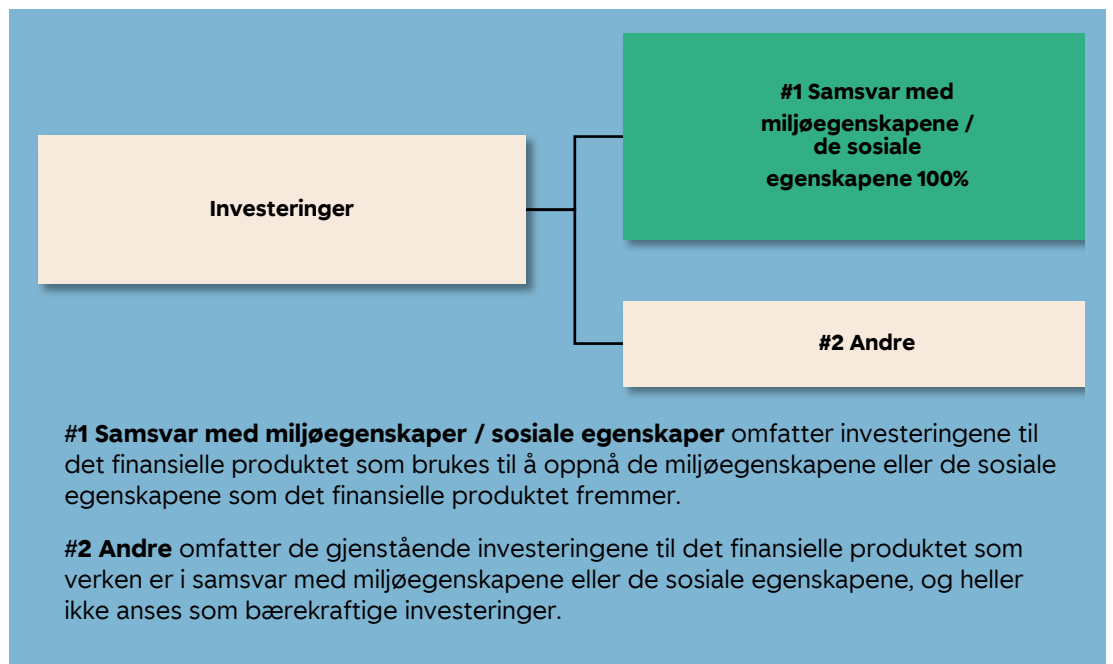 #1 Samsvar med
miljøegenskapene /
de sosiale
egenskapene 100%
Investeringer
#2 Andre
#1 Samsvar med miljøegenskaper / sosiale egenskaper omfatter investeringene til
det finansielle produktet som brukes til å oppnå de miljøegenskapene eller de sosiale
egenskapene som det finansielle produktet fremmer.
#2 Andre omfatter de gjenstående investeringene til det finansielle produktet som
verken er i samsvar med miljøegenskapene eller de sosiale egenskapene, og heller
ikke anses som bærekraftige investeringer.